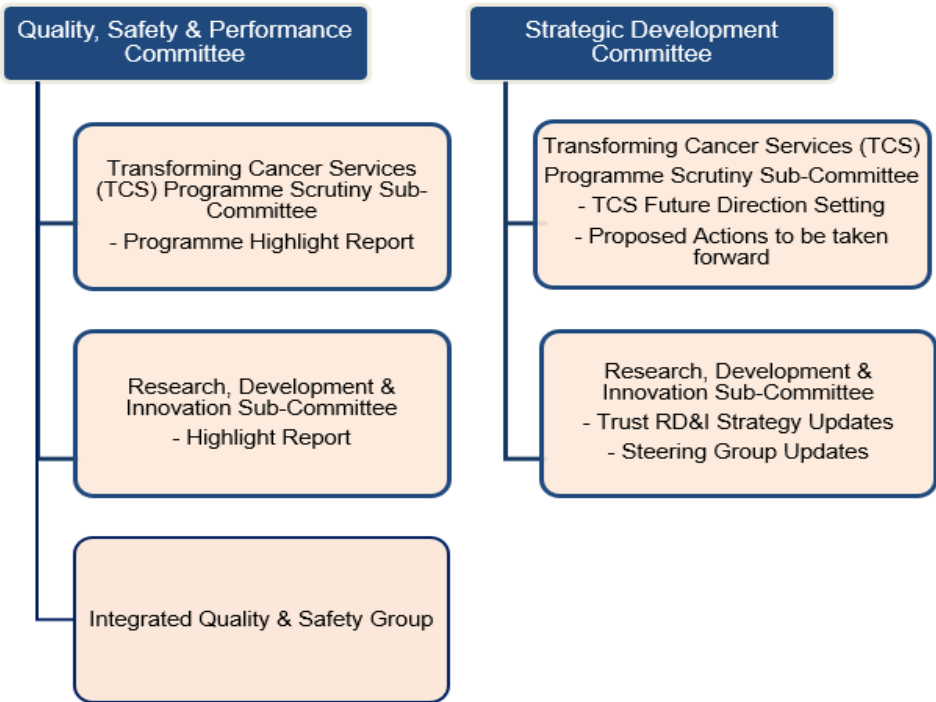 Quality, Safety & Performance
Committee
Transforming Cancer Services
(TCS) Programme Scrutiny Sub-
Committee
- Programme Highlight Report
Research, Development &
Innovation Sub-Committee
- Highlight Report
Integrated Quality & Safety Group
Strategic Development
Committee
Transforming Cancer Services (TCS)
Programme Scrutiny Sub-Committee
- TCS Future Direction Setting
- Proposed Actions to be taken
forward
Research, Development &
Innovation Sub-Committee
- Trust RD&I Strategy Updates
- Steering Group Updates